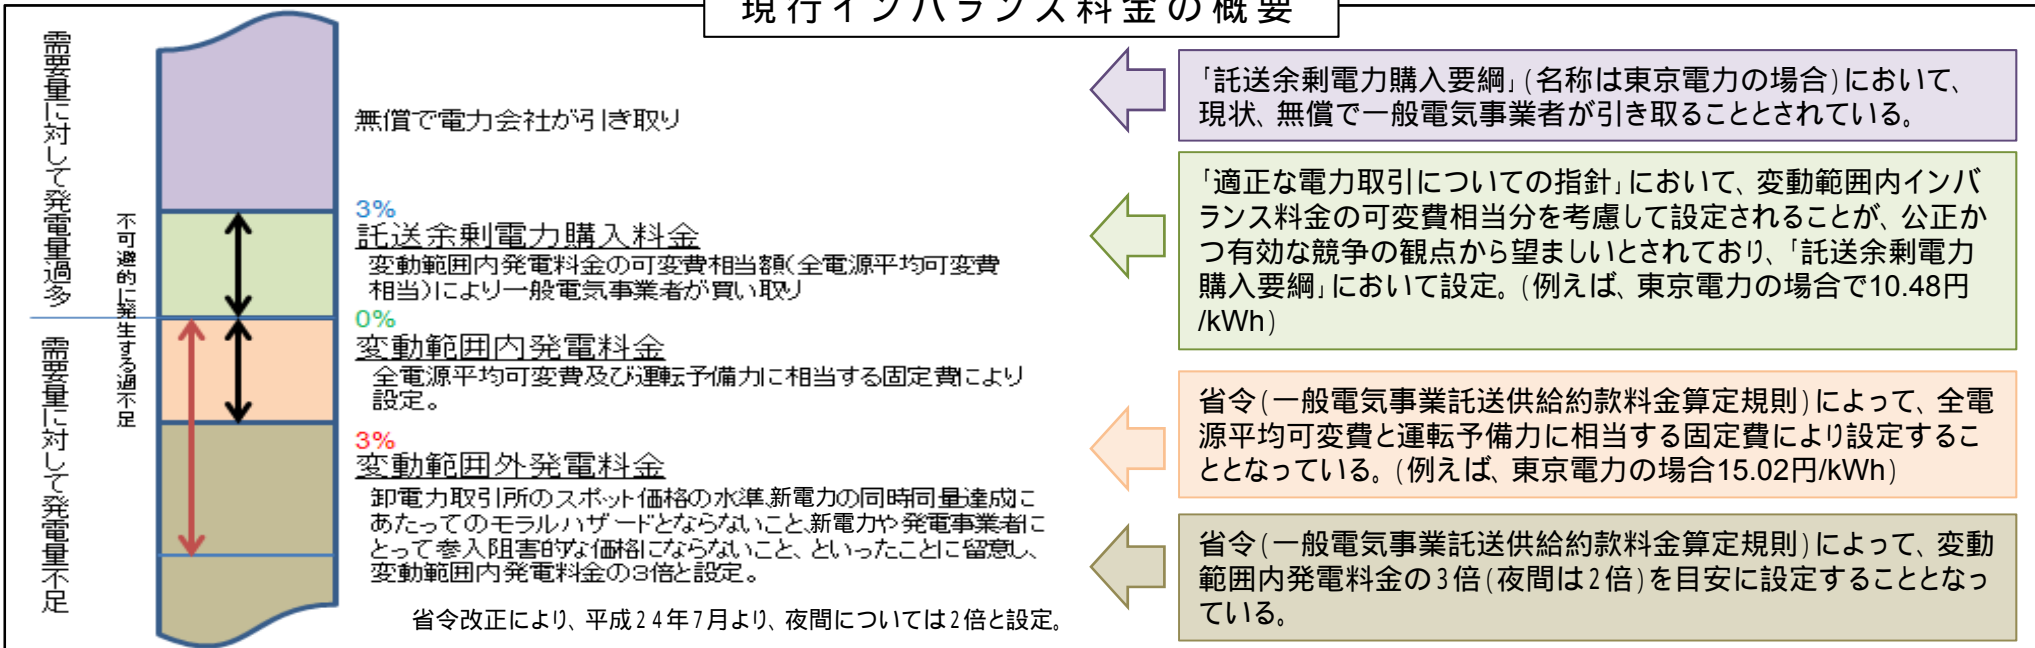 現行インバランス料金の概要
需要量に対して発電量過多
不可避的に発生する過不足
需要量に対して発電量不足
無償で電力会社が引き取り
3%
託送余剰電力購入料金
変動範囲内発電料金の可変費相当額(全電源平均可変費
相当)により一般電気事業者が買い取り
0%
変動範囲内発電料金
全電源平均可変費及び運転予備力に相当する固定費により
設定。
3%
変動範囲外発電料金
卸電力取引所のスポット価格の水準、新電力の同時同量達成に
あたってのモラルハザードとならないこと、新電力や発電事業者に
とって参入阻害的な価格にならないこと、といったことに留意し、
変動範囲内発電料金の3倍と設定。
省令改正により、平成24年7月より、夜間については2倍と設定。
「託送余剰電力購入要綱」(名称は東京電力の場合)において、
現状、無償で一般電気事業者が引き取ることとされている。
「適正な電力取引についての指針」において、変動範囲内インバ
ランス料金の可変費相当分を考慮して設定されることが、公正か
つ有効な競争の観点から望ましいとされており、「託送余剰電力
購入要綱」において設定。(例えば、東京電力の場合で10.48円
/kWh)
省令(一般電気事業託送供給約款料金算定規則)によって、全電
源平均可変費と運転予備力に相当する固定費により設定するこ
ととなっている。(例えば、東京電力の場合15.02円/kWh)
省令(一般電気事業託送供給約款料金算定規則)によって、変動
範囲内発電料金の3倍(夜間は2倍)を目安に設定することとなっ
ている。